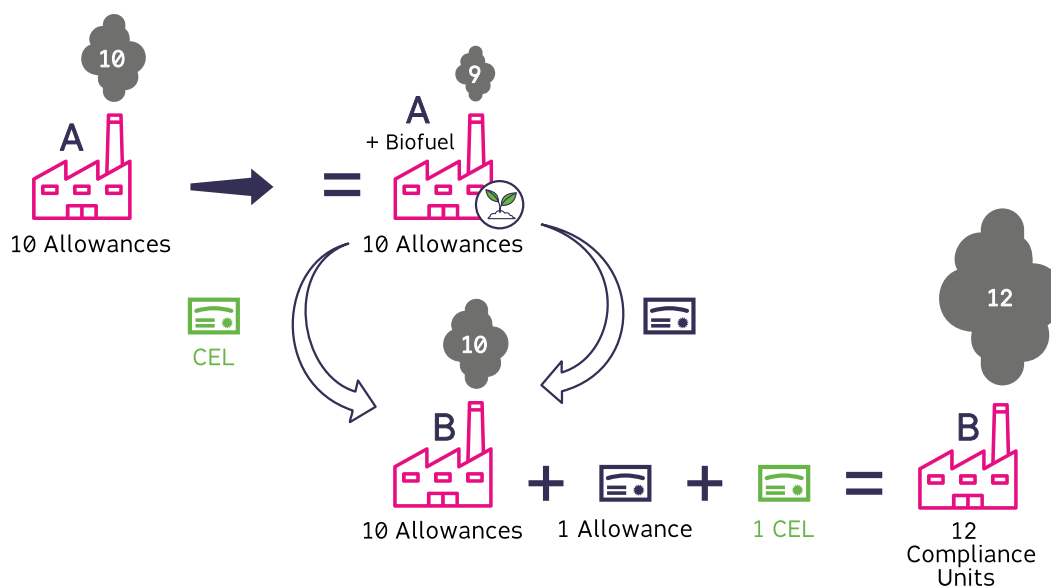 10
A
10 Allowances
9
A
+ Biofuel
10 Allowances
CEL
10
B
10 Allowances
1 Allowance
1 CEL
12
B
12
Compliance
Units